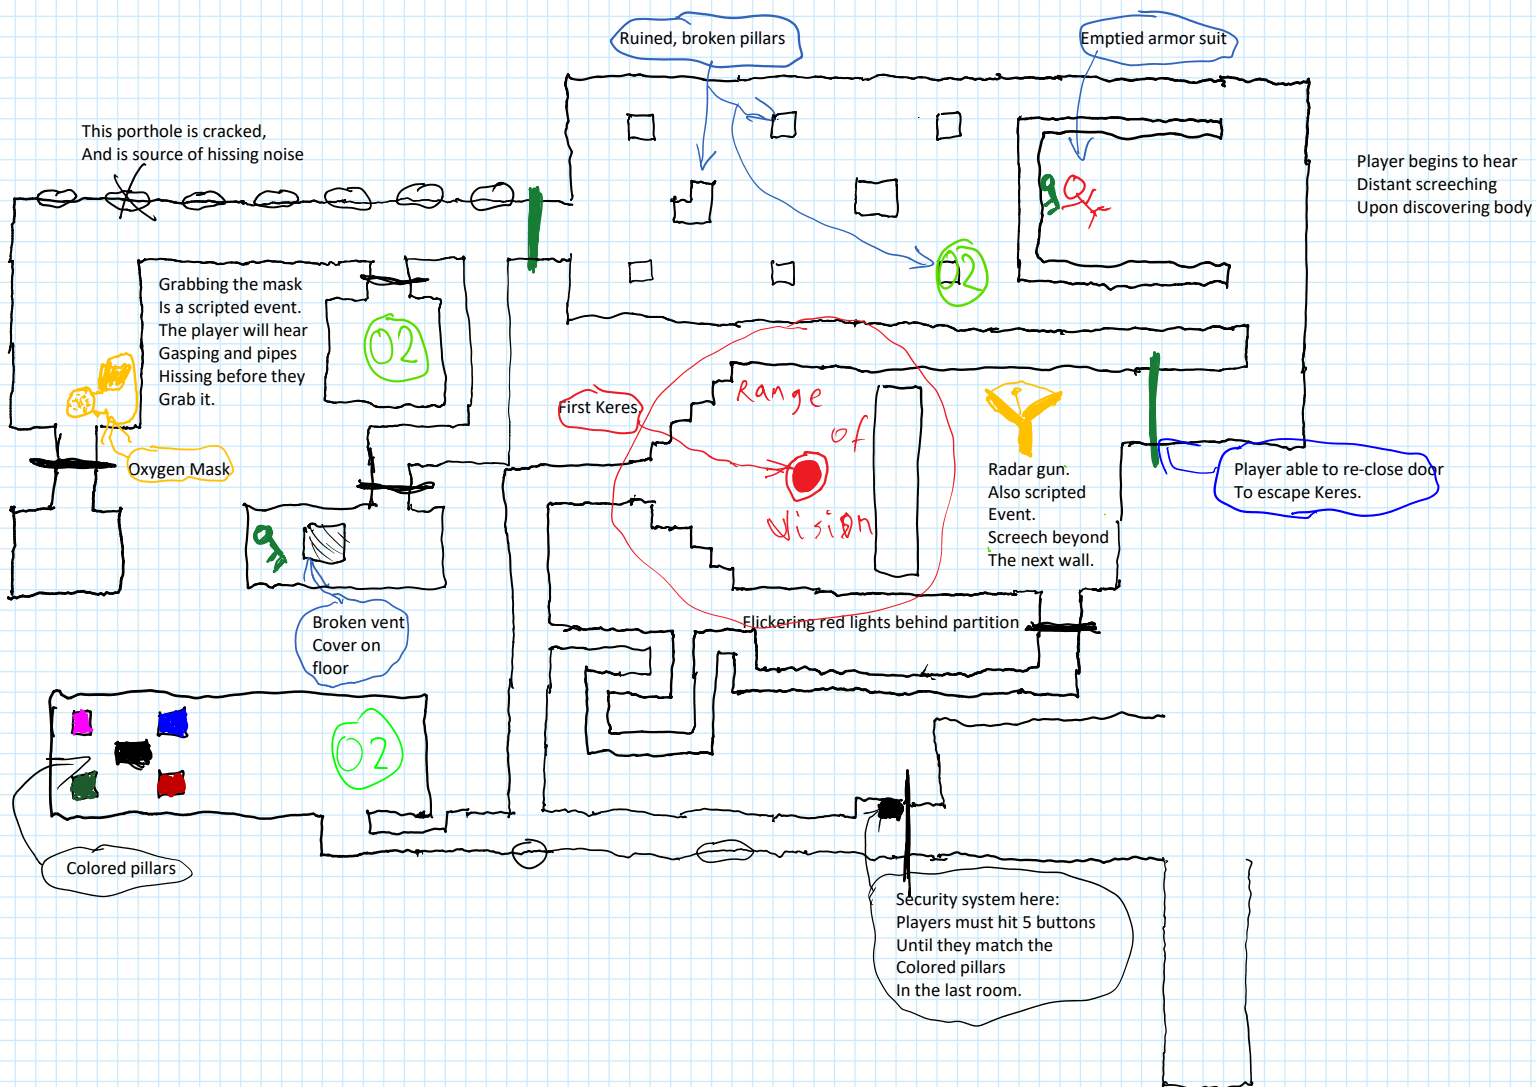 Ruined, broken pillars
Emptied armor suit
This porthole is cracked,
And is source of hissing noise
Player begins to hear
Distant screeching
Upon discovering body
Grabbing the mask
Is a scripted event.
The player will hear
Gasping and pipes
Hissing before they
Grab it.
O2
O2
Range
of
Vision
First Keres
Oxygen Mask
Radar gun.
Also scripted
Event.
Screech beyond
The next wall.
Player able to re-close door
To escape Keres.
Broken vent
Cover on
floor
Flickering red lights behind partition
O2
Colored pillars
Security system here:
Players must hit 5 buttons
Until they match the
Colored pillars
In the last room.